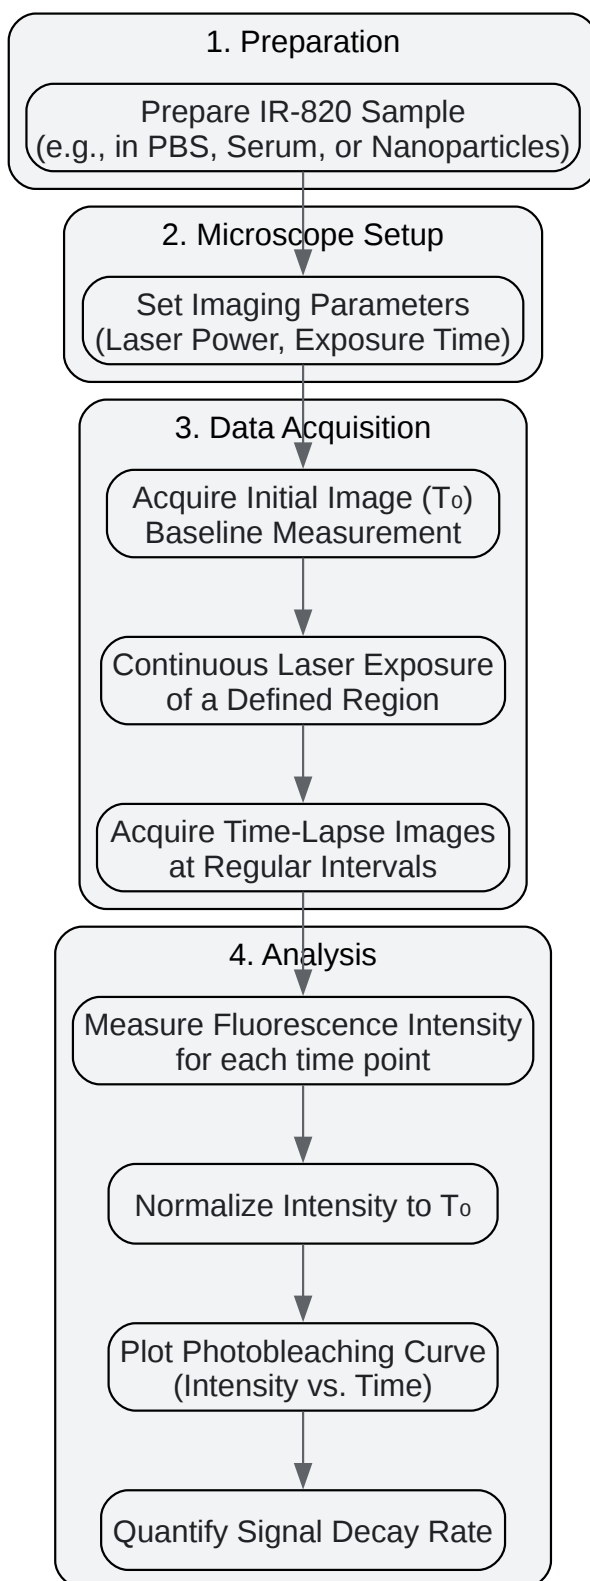 1. Preparation
Prepare IR-820 Sample
(e.g., in PBS, Serum, or Nanoparticles)
2. Microscope Setup
Set Imaging Parameters
(Laser Power, Exposure Time)
3. Data Acquisition
Acquire Initial Image (T₀)
Baseline Measurement
Continuous Laser Exposure
of a Defined Region
Acquire Time-Lapse Images
at Regular Intervals
4. Analysis
Measure Fluorescence Intensity
for each time point
Normalize Intensity to T₀
Plot Photobleaching Curve
(Intensity vs. Time)
Quantify Signal Decay Rate